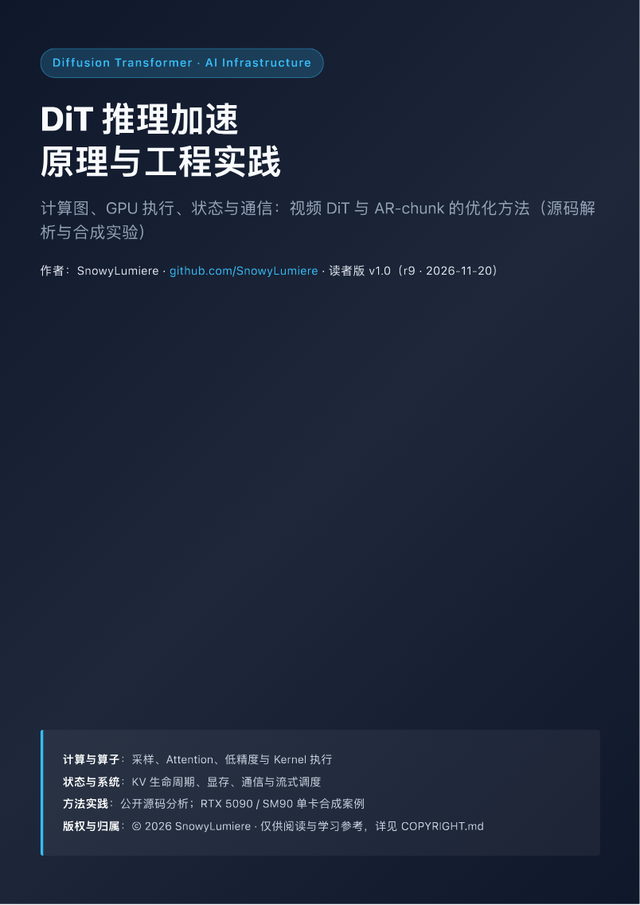 Diffusion Transformer · AI Infrastructure
DiT 推理加速
原理与工程实践
计算图、GPU 执行、状态与通信：视频 DiT 与 AR-chunk 的优化方法（源码解
析与合成实验）
作者：SnowyLumiere · github.com/SnowyLumiere · 读者版 v1.0（r9 · 2026-11-20）
计算与算子：采样、Attention、低精度与 Kernel 执行
状态与系统：KV 生命周期、显存、通信与流式调度
方法实践：公开源码分析；RTX 5090 / SM90 单卡合成案例
版权与归属：© 2026 SnowyLumiere · 仅供阅读与学习参考，详见 COPYRIGHT.md